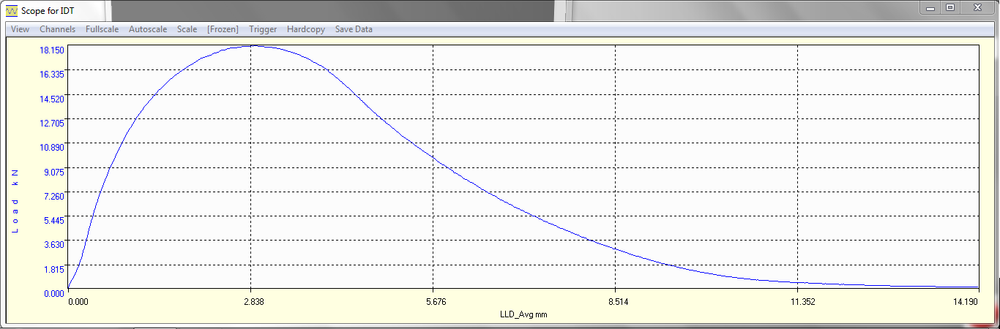 Scope for IDT
View Channels Fullscale Autoscale Scale [Frozen] Trigger Hardcopy Save Data
18.150
16.335
14.520
12.705
10.890
9.075
7.260
5.445
3.630
1.815
0.000
Load kN
0.000 2.838 5.676 8.514 11.352 14.190
LLD_Avg mm